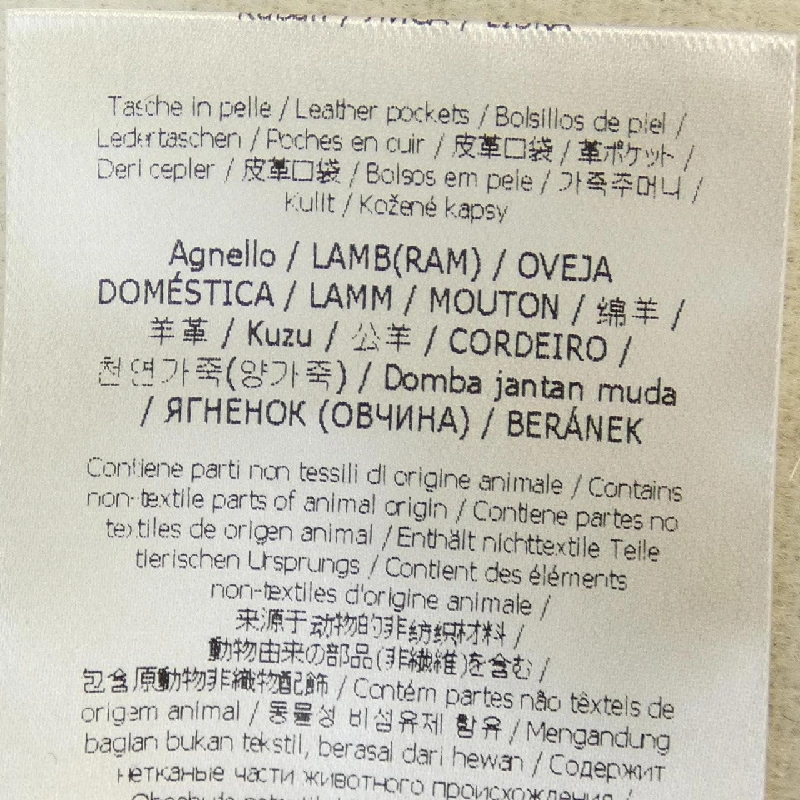 / ЛИСА / LIŠKA
Tasche in pelle / Leather pockets / Bolsillos de piel /
Ledertaschen / Poches en cuir / 皮革口袋 / 革ポケット /
Deri cepler / 皮革口袋 / Bolsos em pele / 가죽주머니 /
Kulit / Kožené kapsy
Agnello / LAMB(RAM) / OVEJA
DOMÉSTICA / LAMM / MOUTON / 绵羊 /
羊革 / Kuzu / 公羊 / CORDEIRO /
천연가죽(양가죽) / Domba jantan muda
/ ЯГНЕНОК (ОВЧИНА) / BERÁNEK
Contiene parti non tessili di origine animale / Contains
non-textile parts of animal origin / Contiene partes no
textiles de origen animal / Enthält nichttextile Teile
tierischen Ursprungs / Contient des éléments
non-textiles d'origine animale /
来源于动物的非纺织材料 /
動物由来の部品(非繊維)を含む /
包含原動物非織物配飾 / Contém partes não têxteis de
origem animal / 동물성 비섬유제 함유 / Mengandung
bagian bukan tekstil, berasal dari hewan / Содержит
нетканые части животного происхождения /